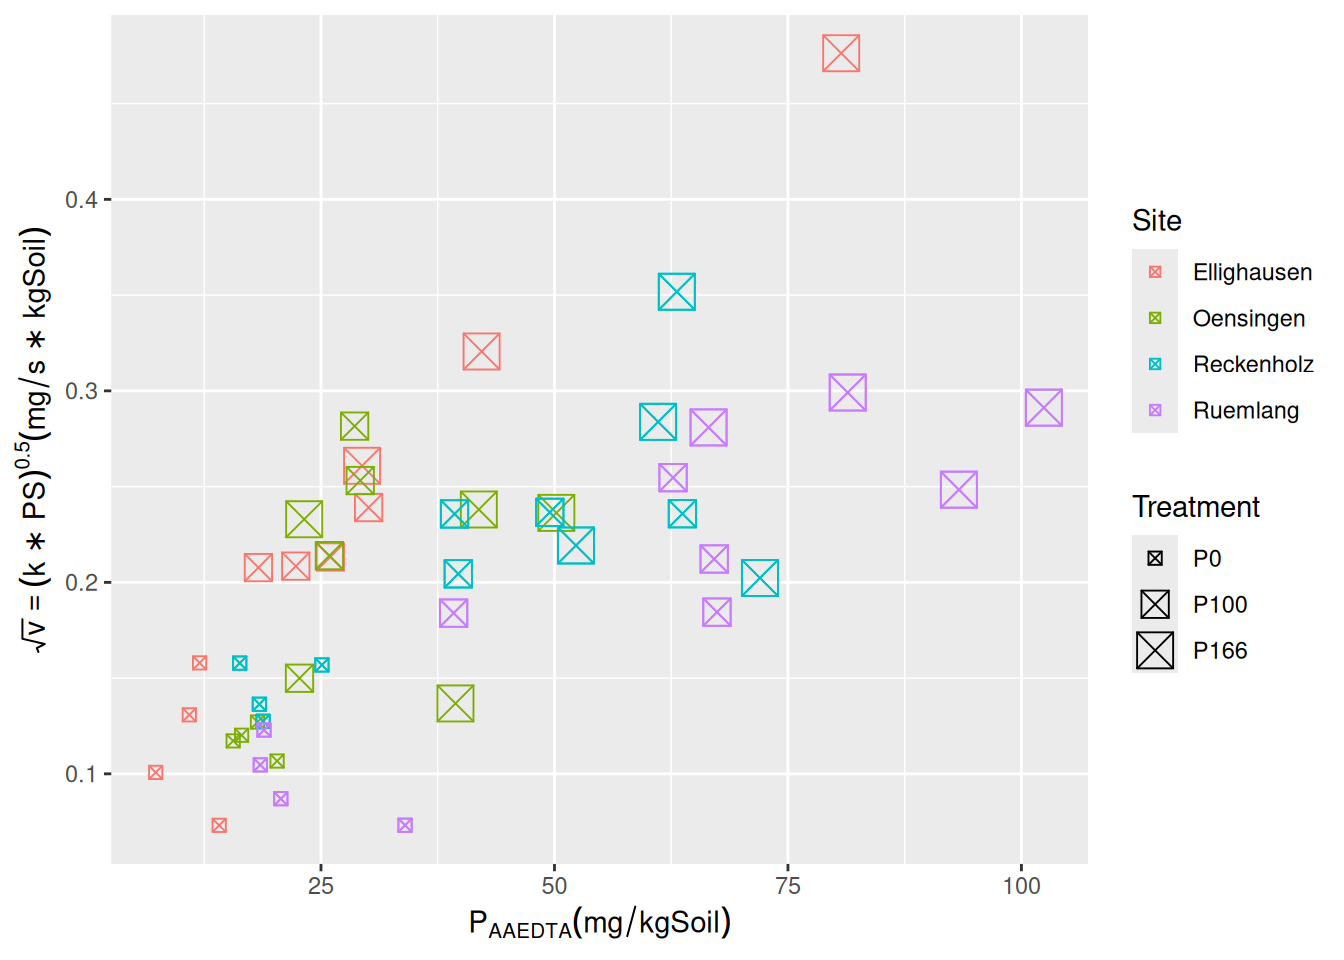 0.4
0.3
0.2
0.1
√v = (k ∗ PS)^0.5(mg/s ∗ kgSoil)
25
50
75
100
P_AAEDTA(mg/kgSoil)
Site
Ellighausen
Oensingen
Reckenholz
Ruemlang
Treatment
P0
P100
P166